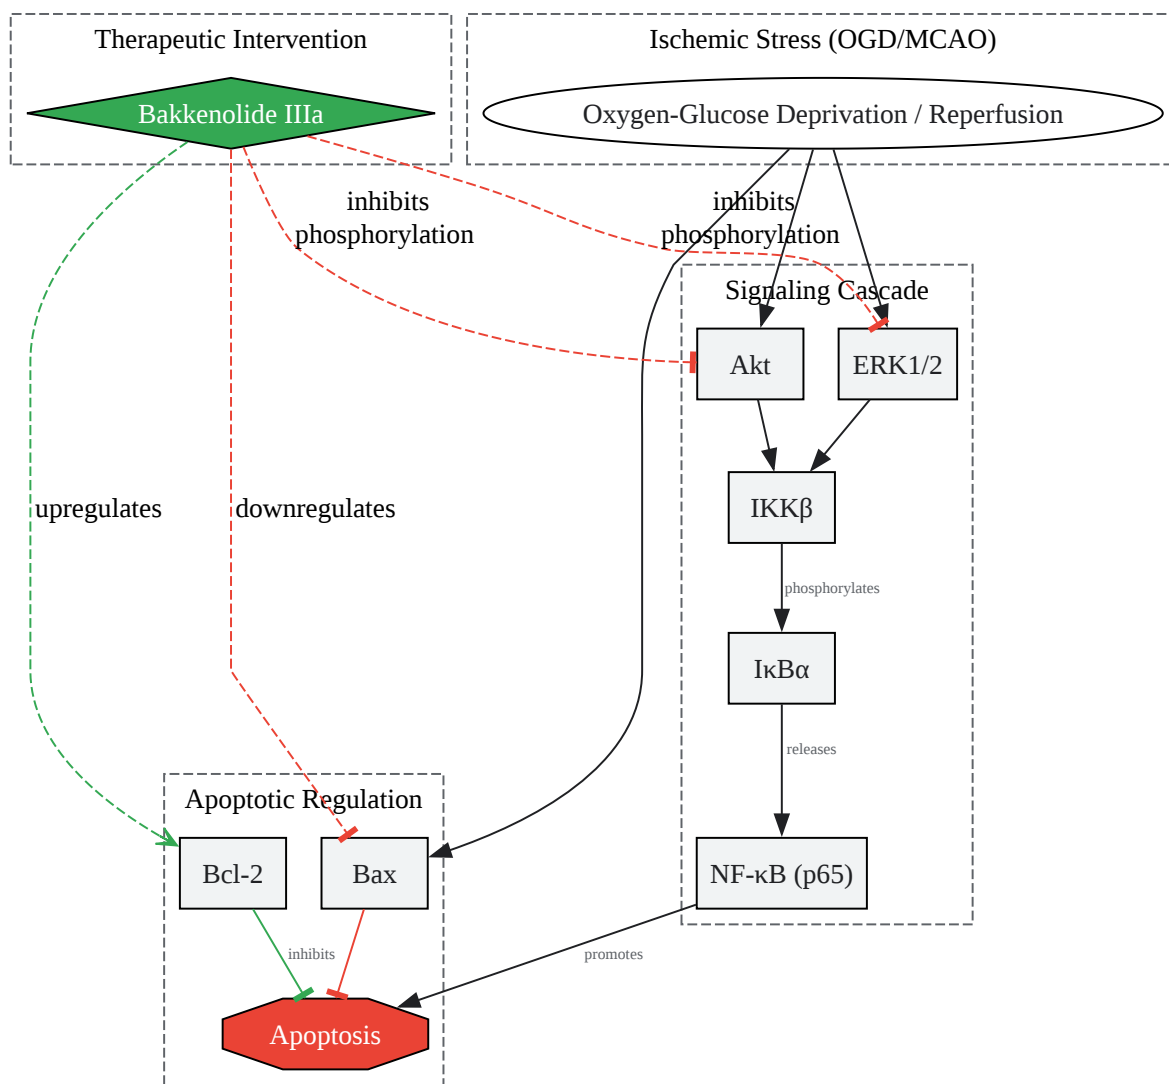 Therapeutic Intervention
Ischemic Stress (OGD/MCAO)
Bakkenolide IIIa
Oxygen-Glucose Deprivation / Reperfusion
inhibits
phosphorylation
inhibits
phosphorylation
Signaling Cascade
Akt
ERK1/2
upregulates
downregulates
IKKβ
phosphorylates
IκBα
releases
Apoptotic Regulation
Bcl-2
Bax
NF-κB (p65)
inhibits
promotes
Apoptosis